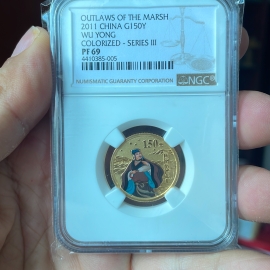 OUTLAWS OF THE MARSH
2011 CHINA G150Y
WU YONG
COLORIZED - SERIES III
PF 69
4410385-005
NUMISMATIC GUARANTY CORPORATION
NGC
150